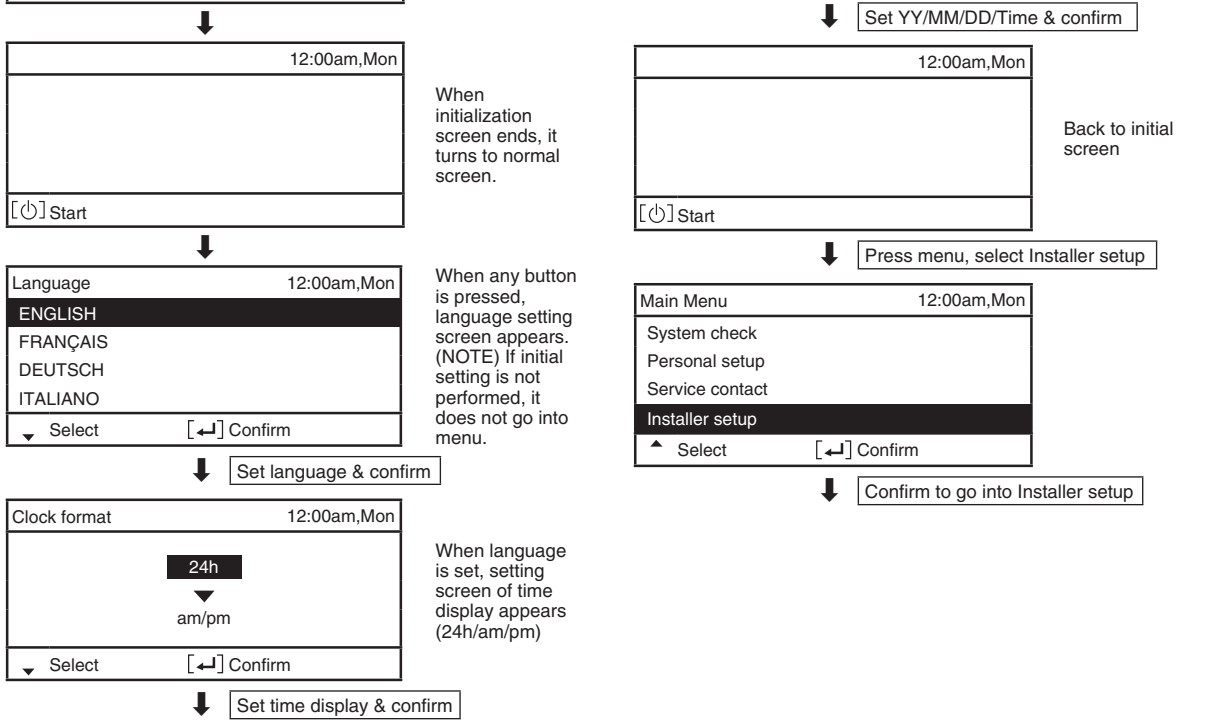 12:00am,Mon
Start
When
initialization
screen ends, it
turns to normal
screen.
Language 12:00am,Mon
ENGLISH
FRANÇAIS
DEUTSCH
ITALIANO
Select [↵] Confirm
When any button
is pressed,
language setting
screen appears.
(NOTE) If initial
setting is not
performed, it
does not go into
menu.
Set language & confirm
Clock format 12:00am,Mon
24h
am/pm
Select [↵] Confirm
When language
is set, setting
screen of time
display appears
(24h/am/pm)
Set time display & confirm
Set YY/MM/DD/Time & confirm
12:00am,Mon
Start
Back to initial
screen
Press menu, select Installer setup
Main Menu 12:00am,Mon
System check
Personal setup
Service contact
Installer setup
Select [↵] Confirm
Confirm to go into Installer setup